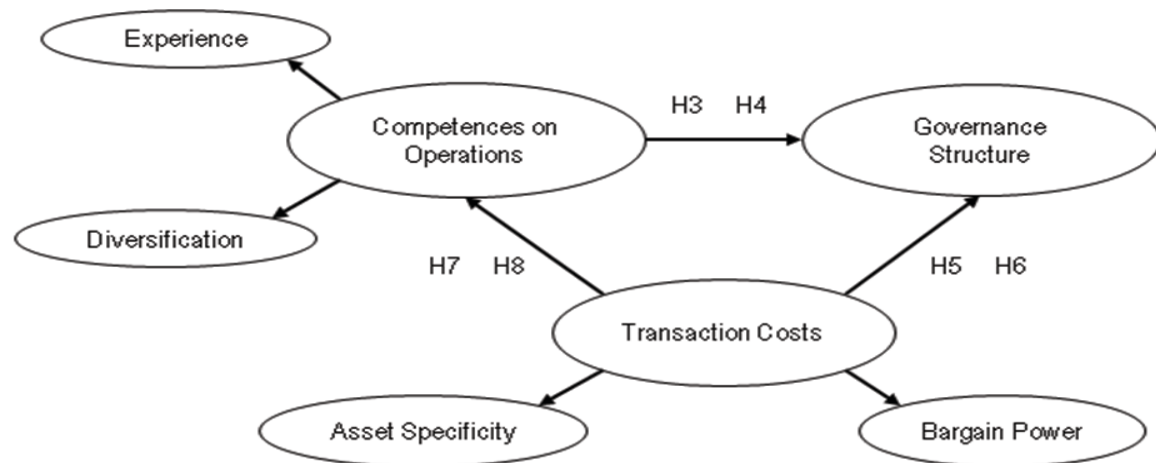 Experience
Competences on
Operations
H3 H4
Governance
Structure
Diversification
H7 H8
H5 H6
Transaction Costs
Asset Specificity
Bargain Power